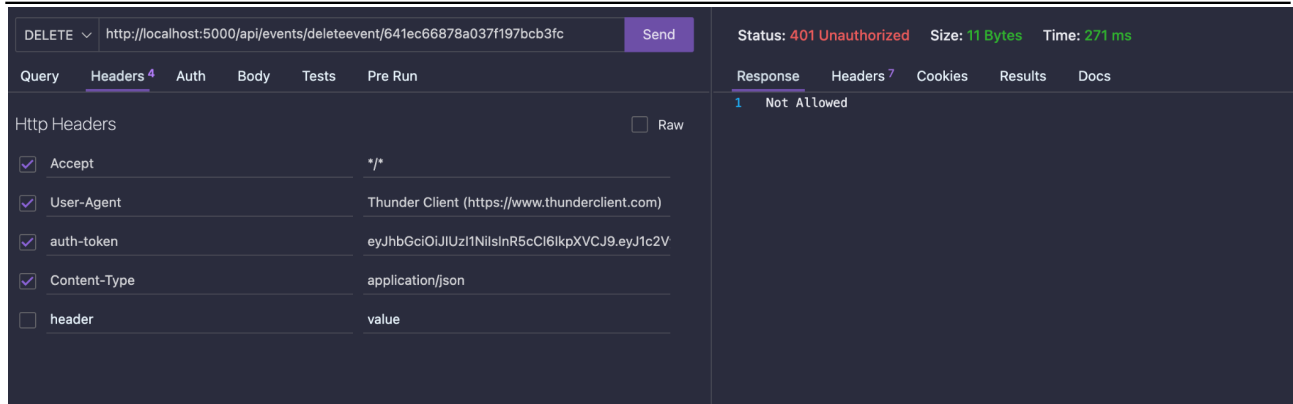 DELETE http://localhost:5000/api/events/deleteevent/641ec66878a037f197bcb3fc Send
Query Headers 4 Auth Body Tests Pre Run
Http Headers Raw
Accept */*
User-Agent Thunder Client (https://www.thunderclient.com)
auth-token eyJhbGciOiJIUzI1NiIsInR5cCI6IkpXVCJ9.eyJ1c2V
Content-Type application/json
header value
Status: 401 Unauthorized Size: 11 Bytes Time: 271 ms
Response Headers 7 Cookies Results Docs
1 Not Allowed